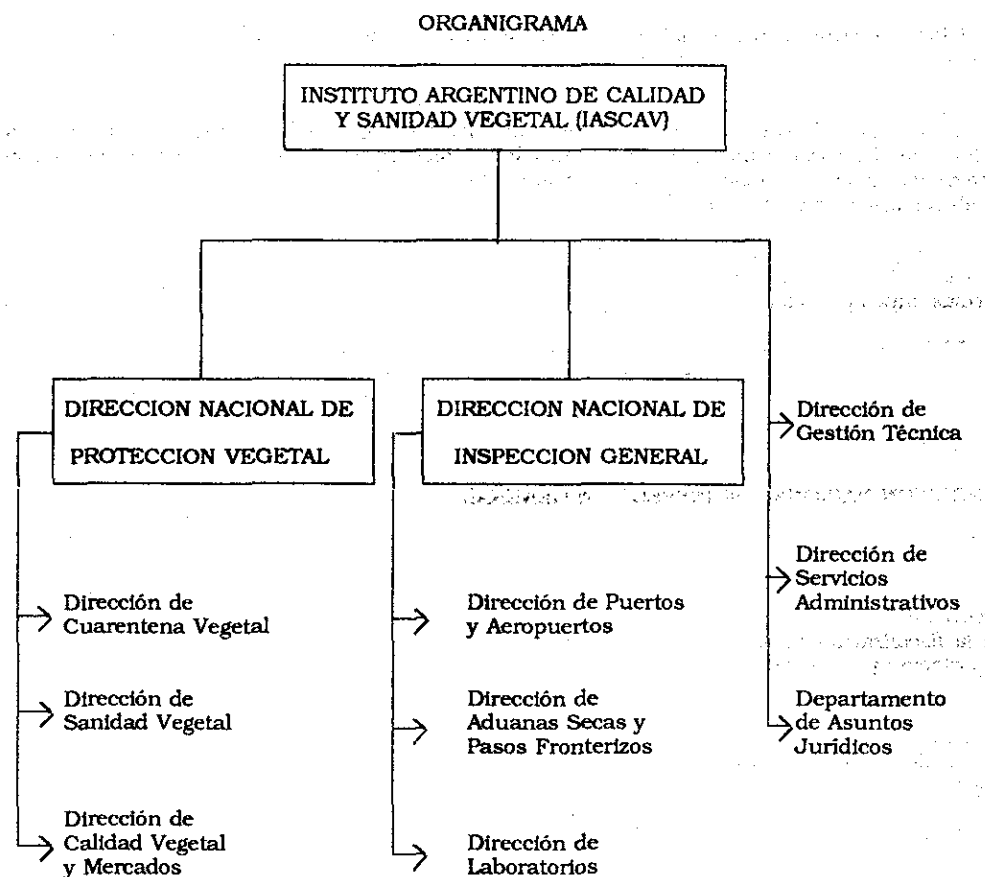 ORGANIGRAMA
INSTITUTO ARGENTINO DE CALIDAD
Y SANIDAD VEGETAL (IASCAV)
DIRECCION NACIONAL DE
PROTECCION VEGETAL
Dirección de
Cuarentena Vegetal
Dirección de
Sanidad Vegetal
Dirección de
Calidad Vegetal
y Mercados
DIRECCION NACIONAL DE
INSPECCION GENERAL
Dirección de Puertos
y Aeropuertos
Dirección de
Aduanas Secas y
Pasos Fronterizos
Dirección de
Laboratorios
Dirección de
Gestión Técnica
Dirección de
Servicios
Administrativos
Departamento
de Asuntos
Jurídicos